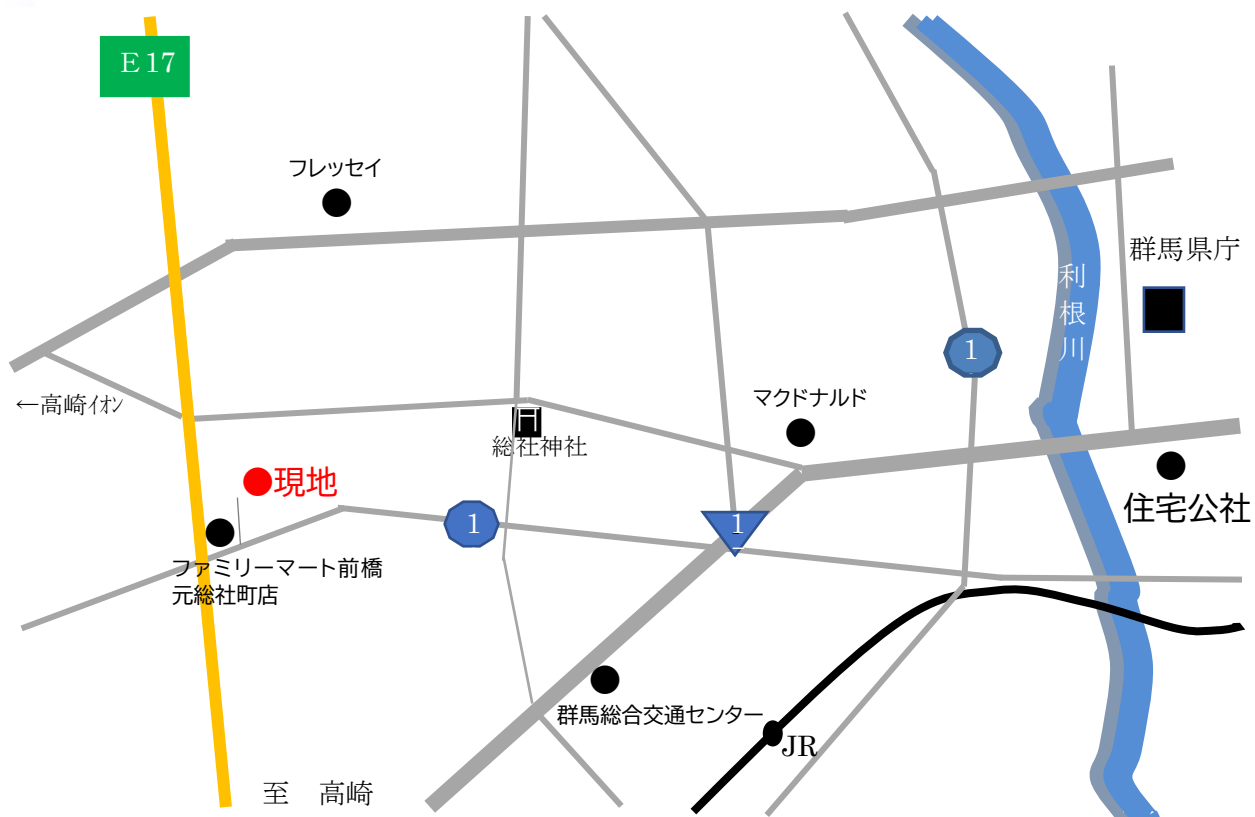 E17
フレッセイ
群馬県庁
利根川
1
マクドナルド
←高崎ｲｵﾝ
総社神社
現地
住宅公社
1
1
ファミリーマート前橋
元総社町店
群馬総合交通センター
JR
至　高崎